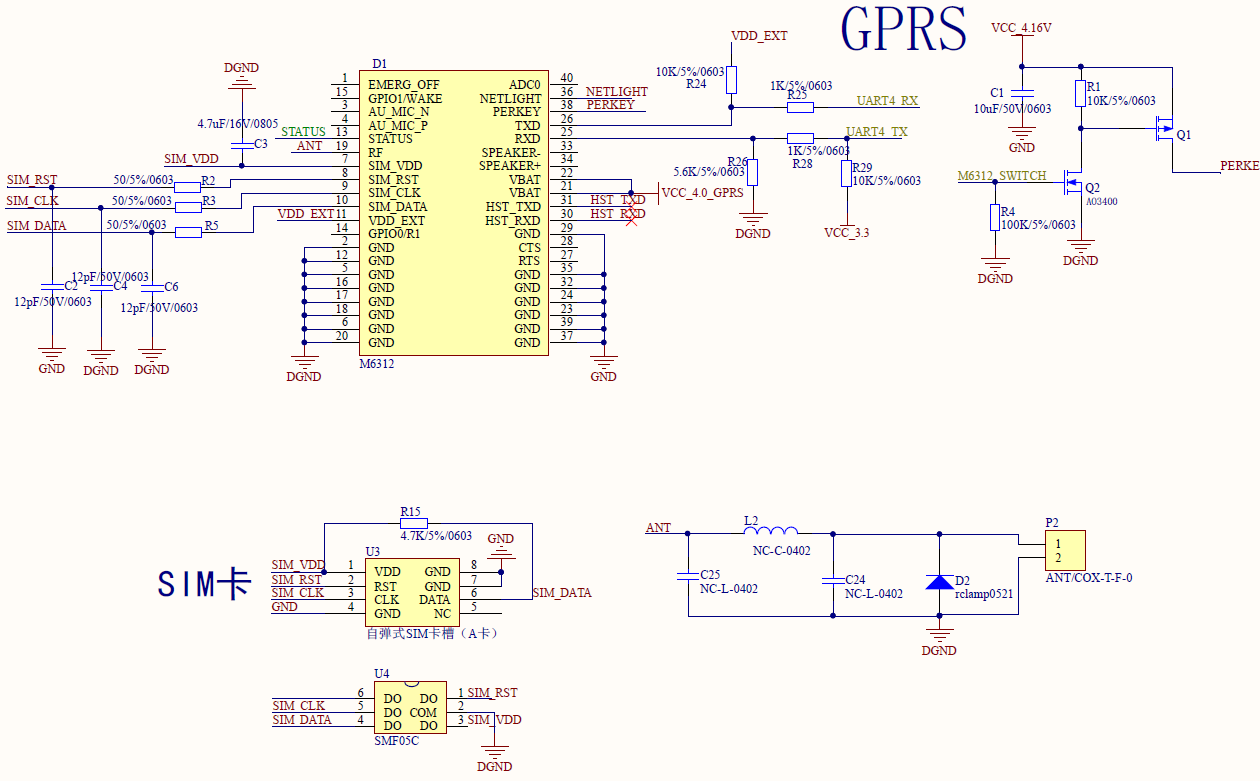 GPRS
VDD_EXT
10K/5%/0603
R24
1K/5%/0603
R25
UART4_RX
UART4_TX
1K/5%/0603
R28
R26
5.6K/5%/0603
DGND
R29
10K/5%/0603
VCC_3.3
VCC_4.16V
C1
10uF/50V/0603
GND
R1
10K/5%/0603
Q1
PERKE
M6312_SWITCH
Q2
AO3400
R4
100K/5%/0603
DGND
DGND
DGND
4.7uF/16V/0805
C3
STATUS
ANT
SIM_VDD
SIM_RST
50/5%/0603
R2
SIM_CLK
50/5%/0603
R3
SIM_DATA
50/5%/0603
R5
VDD_EXT
C2
12pF/50V/0603
12pF/50V/0603
C4
C6
12pF/50V/0603
GND
DGND
DGND
D1
1 EMERG_OFF
15 GPIO1/WAKE
3 AU_MIC_N
4 AU_MIC_P
13 STATUS
19 RF
7 SIM_VDD
8 SIM_RST
9 SIM_CLK
10 SIM_DATA
11 VDD_EXT
14 GPIO0/R1
2 GND
12 GND
5 GND
16 GND
17 GND
18 GND
6 GND
20 GND
ADC0 40
NETLIGHT 36 NETLIGHT
PERKEY 38 PERKEY
TXD 26
RXD 25
SPEAKER- 33
SPEAKER+ 34
VBAT 22
VBAT 21
VCC_4.0_GPRS
HST_TXD 31 HST_TXD
HST_RXD 30 HST_RXD
GND 29
CTS 28
RTS 27
GND 35
GND 32
GND 24
GND 23
GND 39
GND 37
M6312
DGND
GND
SIM卡
R15
4.7K/5%/0603
GND
U3
SIM_VDD 1 VDD GND 8
SIM_RST 2 RST GND 7
SIM_CLK 3 CLK DATA 6 SIM_DATA
GND 4 GND NC 5
自弹式SIM卡槽（A卡）
U4
6 DO DO 1 SIM_RST
SIM_CLK 5 DO COM 2
SIM_DATA 4 DO DO 3 SIM_VDD
SMF05C
DGND
ANT
L2
NC-C-0402
C25
NC-L-0402
C24
NC-L-0402
D2
rclamp0521
DGND
P2
1
2
ANT/COX-T-F-0